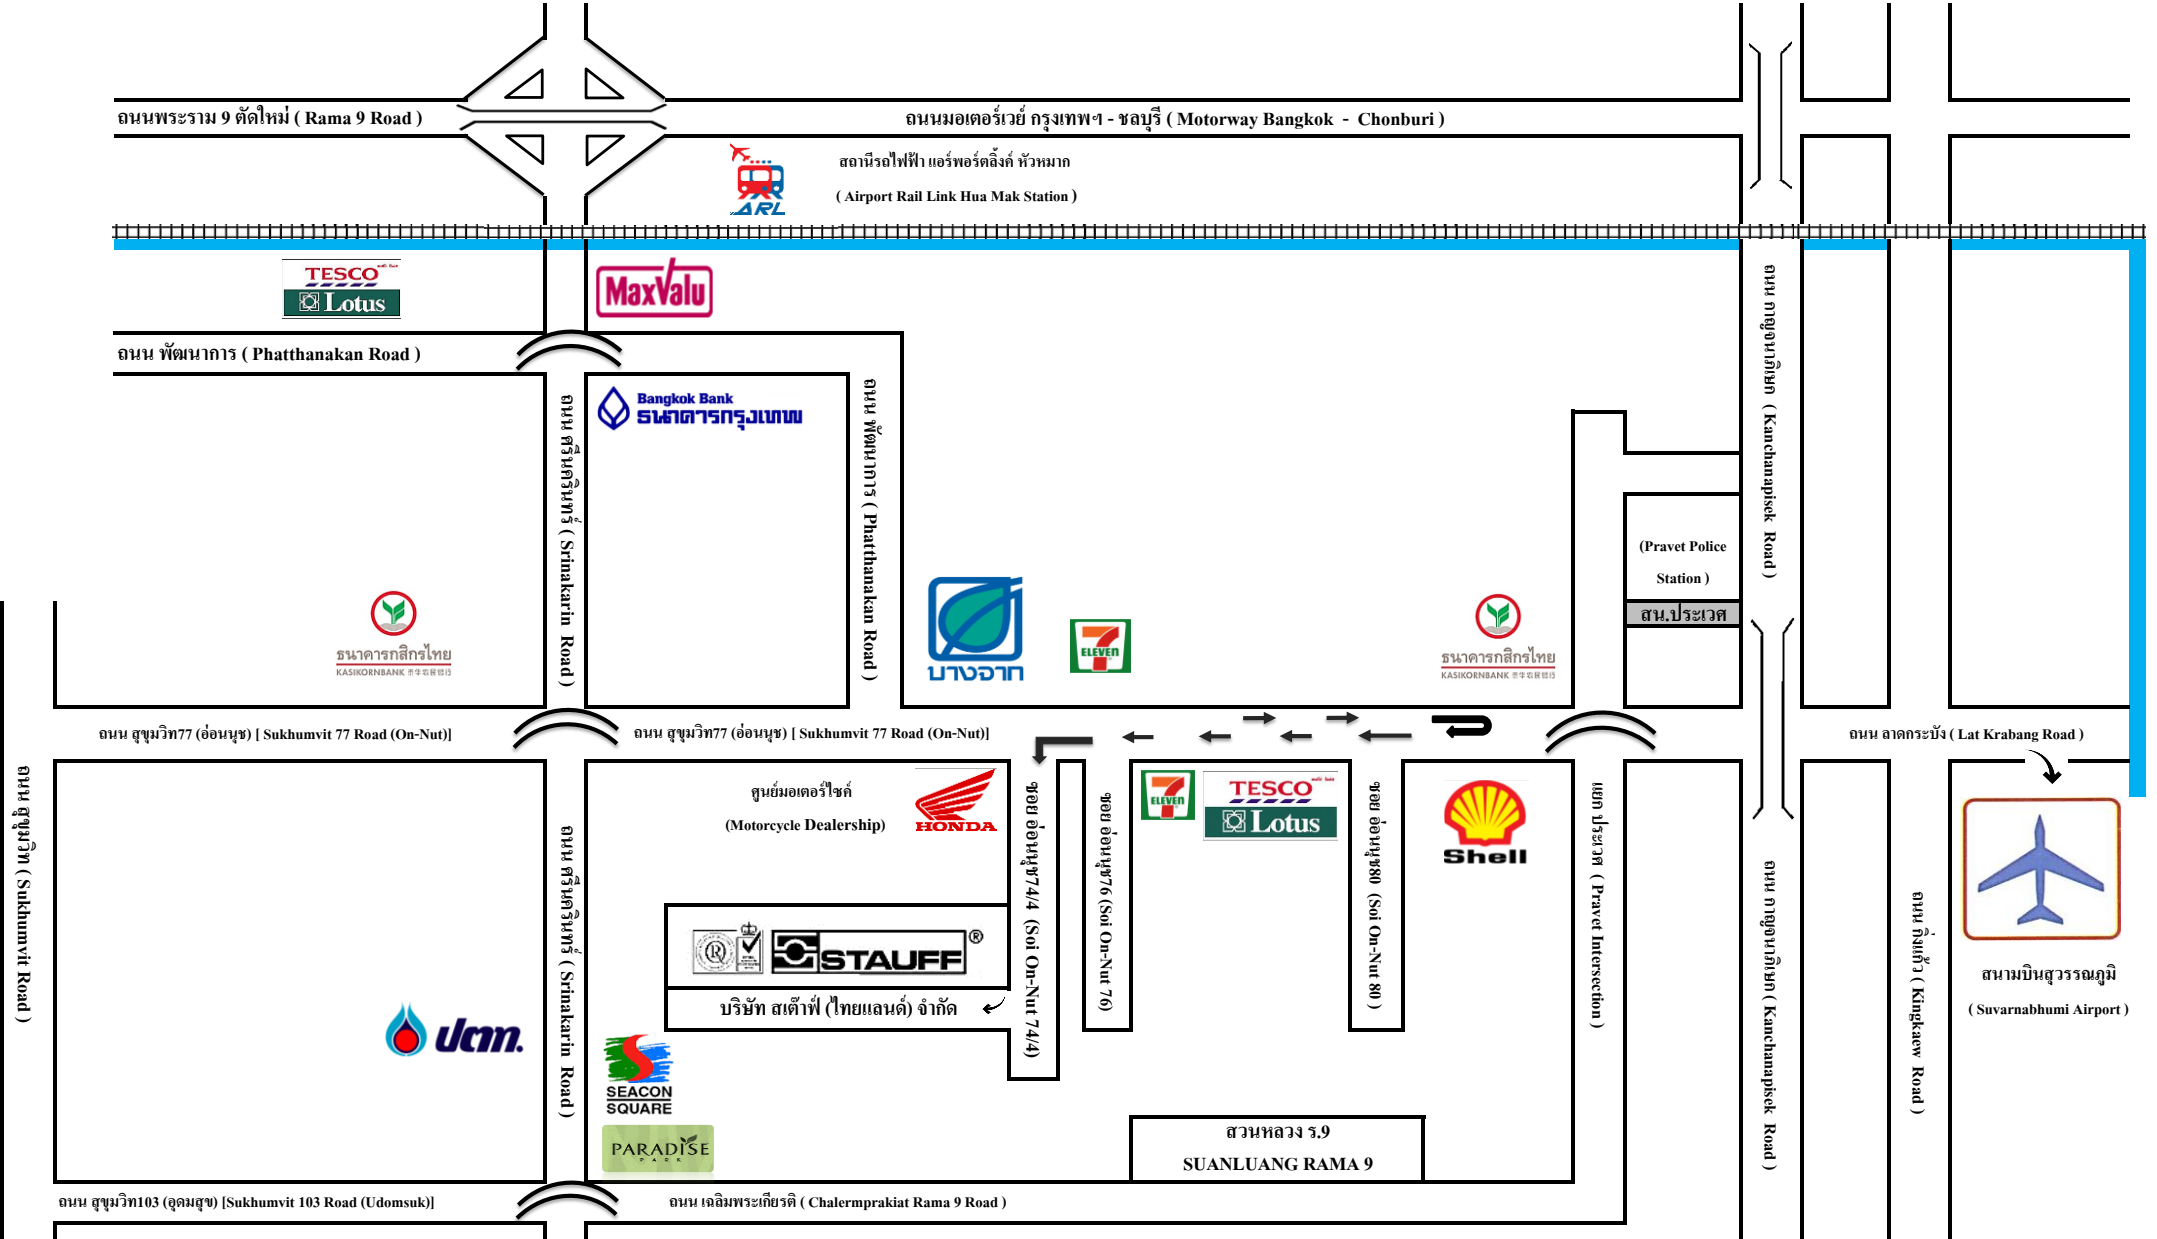 ถนนพระราม 9 ตัดใหม่ ( Rama 9 Road )
ถนนมอเตอร์เวย์ กรุงเทพฯ - ชลบุรี ( Motorway Bangkok - Chonburi )
สถานีรถไฟฟ้า แอร์พอร์ตลิ้งค์ หัวหมาก
( Airport Rail Link Hua Mak Station )
ARL
TESCO
Lotus
MaxValu
ถนน พัฒนาการ ( Phatthanakan Road )
Bangkok Bank
ธนาคารกรุงเทพ
ถนน ศรีนครินทร์ ( Srinakarin Road )
ถนน พัฒนาการ ( Phatthanakan Road )
ถนน กาญจนาภิเษก ( Kanchanapisek Road )
(Pravet Police
Station )
สน.ประเวศ
ธนาคารกสิกรไทย
KASIKORNBANK 开泰银行
บางจาก
7
ELEVEN
ธนาคารกสิกรไทย
KASIKORNBANK 开泰银行
ถนน สุขุมวิท77 (อ่อนนุช) [ Sukhumvit 77 Road (On-Nut)]
ถนน สุขุมวิท77 (อ่อนนุช) [ Sukhumvit 77 Road (On-Nut)]
ถนน ลาดกระบัง ( Lat Krabang Road )
ถนน สุขุมวิท ( Sukhumvit Road )
ศูนย์มอเตอร์ไซค์
(Motorcycle Dealership)
HONDA
ซอย อ่อนนุช74/4 (Soi On-Nut 74/4)
ซอย อ่อนนุช76 (Soi On-Nut 76)
7
ELEVEN
TESCO
Lotus
ซอย อ่อนนุช80 (Soi On-Nut 80 )
Shell
แยก ประเวศ ( Pravet Intersection )
ถนน กาญจนาภิเษก ( Kanchanapisek Road )
ถนน กิ่งแก้ว ( Kingkaew Road )
สนามบินสุวรรณภูมิ
( Suvarnabhumi Airport )
ถนน ศรีนครินทร์ ( Srinakarin Road )
STAUFF®
บริษัท สเต๊าฟ์ (ไทยแลนด์) จำกัด
ปตท.
SEACON
SQUARE
PARADISE
PARK
สวนหลวง ร.9
SUANLUANG RAMA 9
ถนน สุขุมวิท103 (อุดมสุข) [Sukhumvit 103 Road (Udomsuk)]
ถนน เฉลิมพระเกียรติ ( Chalermprakiat Rama 9 Road )